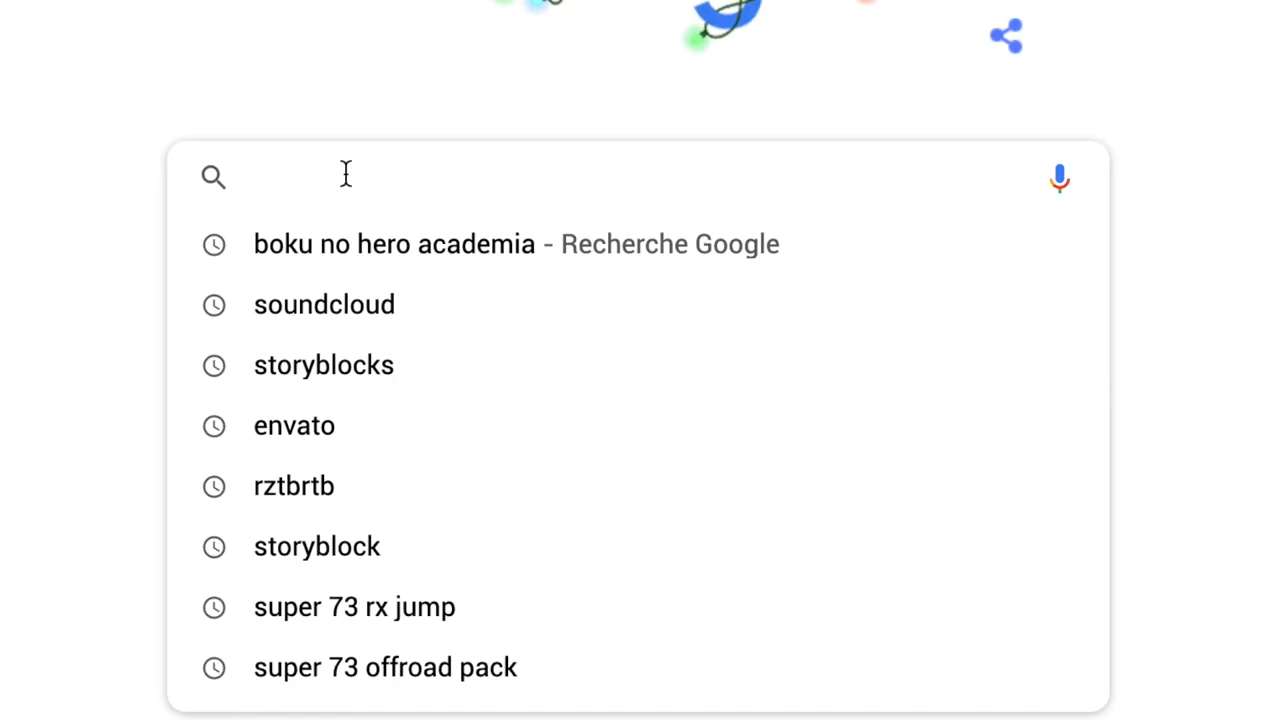 boku no hero academia - Recherche Google
soundcloud
storyblocks
envato
rztbrtb
storyblock
super 73 rx jump
super 73 offroad pack